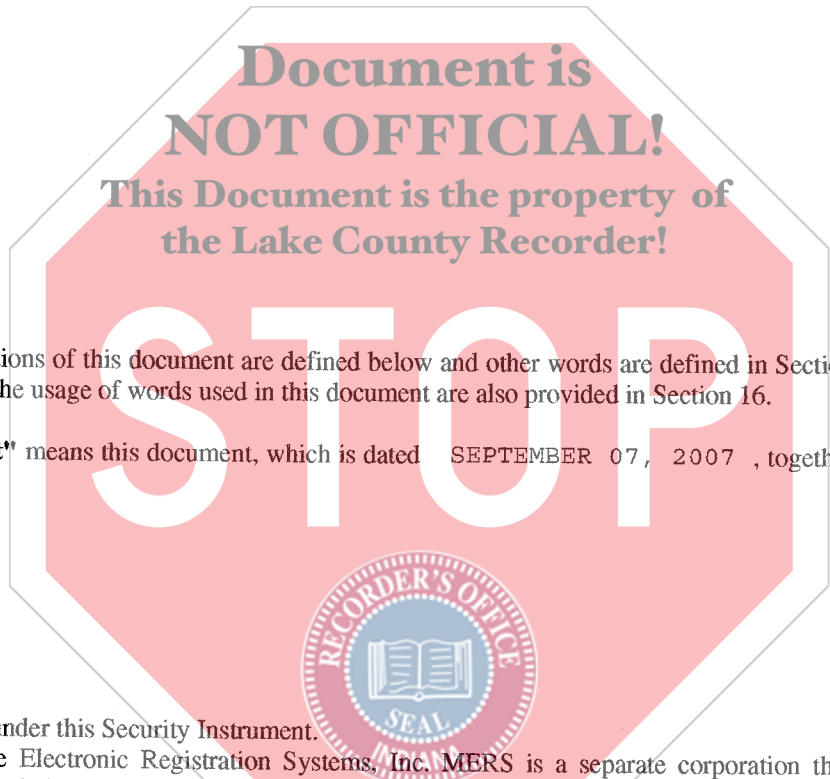 Document is
NOT OFFICIAL!
This Document is the property of
the Lake County Recorder!
STOP
ions of this document are defined below and other words are defined in Secti
he usage of words used in this document are also provided in Section 16.
t" means this document, which is dated SEPTEMBER 07, 2007 , togeth
RECORDER'S OFFICE
SEAL
INDIANA
nder this Security Instrument.
e Electronic Registration Systems, Inc. MERS is a separate corporation th